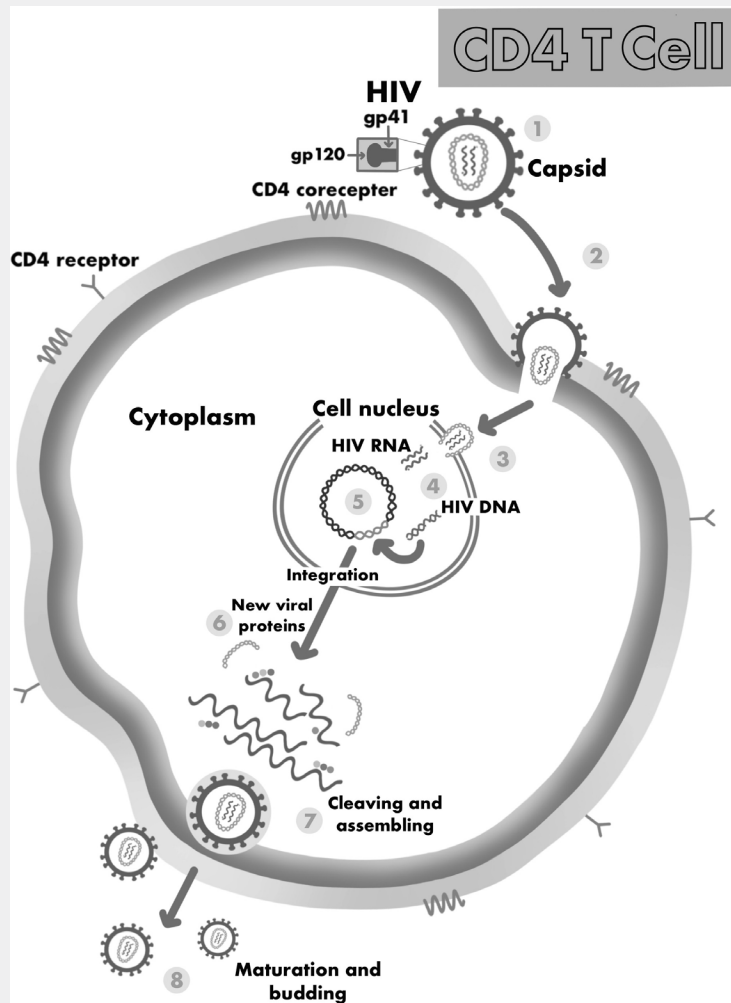 CD4 T Cell
HIV
gp41
1
gp120
Capsid
CD4 corecepter
2
CD4 receptor
Cytoplasm
Cell nucleus
HIV RNA
3
4
5
HIV DNA
Integration
New viral
proteins
6
Cleaving and
assembling
7
Maturation and
budding
8